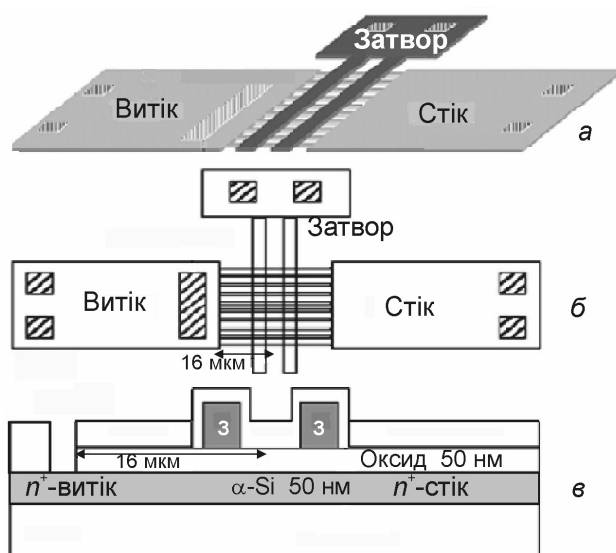 Затвор
Витік
Стік
а
Затвор
Витік
Стік
б
16 мкм
З
З
16 мкм
Оксид 50 нм
n⁺-витік
α-Si 50 нм
n⁺-стік
в